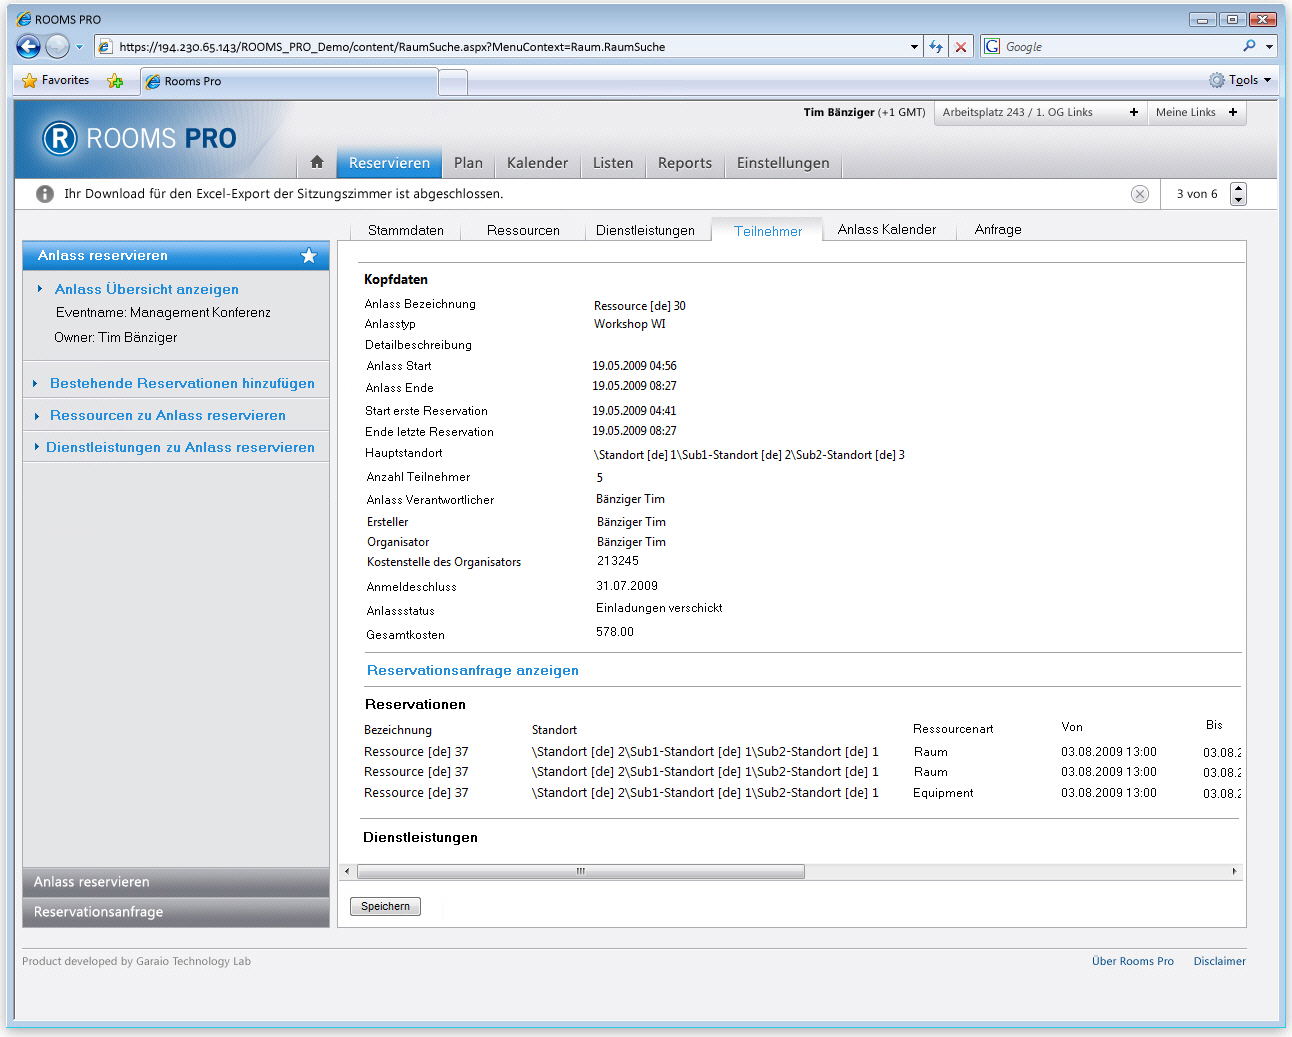 ROOMS PRO
https://194.230.65.143/ROOMS_PRO_Demo/content/RaumSuche.aspx?MenuContext=Raum.RaumSuche
G Google
Favorites
Rooms Pro
Tools
R ROOMS PRO
Tim Bänziger (+1 GMT)
Arbeitsplatz 243 / 1. OG Links +
Meine Links +
Reservieren Plan Kalender Listen Reports Einstellungen
i Ihr Download für den Excel-Export der Sitzungszimmer ist abgeschlossen.
3 von 6
Stammdaten Ressourcen Dienstleistungen Teilnehmer Anlass Kalender Anfrage
Anlass reservieren
Anlass Übersicht anzeigen
Eventname: Management Konferenz
Owner: Tim Bänziger
Bestehende Reservationen hinzufügen
Ressourcen zu Anlass reservieren
Dienstleistungen zu Anlass reservieren
Anlass reservieren
Reservationsanfrage
Kopfdaten
Anlass Bezeichnung Ressource [de] 30
Anlasstyp Workshop WI
Detailbeschreibung
Anlass Start 19.05.2009 04:56
Anlass Ende 19.05.2009 08:27
Start erste Reservation 19.05.2009 04:41
Ende letzte Reservation 19.05.2009 08:27
Hauptstandort \Standort [de] 1\Sub1-Standort [de] 2\Sub2-Standort [de] 3
Anzahl Teilnehmer 5
Anlass Verantwortlicher Bänziger Tim
Ersteller Bänziger Tim
Organisator Bänziger Tim
Kostenstelle des Organisators 213245
Anmeldeschluss 31.07.2009
Anlassstatus Einladungen verschickt
Gesamtkosten 578.00
Reservationsanfrage anzeigen
Reservationen
Bezeichnung Standort Ressourcenart Von Bis
Ressource [de] 37 \Standort [de] 2\Sub1-Standort [de] 1\Sub2-Standort [de] 1 Raum 03.08.2009 13:00 03.08.2
Ressource [de] 37 \Standort [de] 2\Sub1-Standort [de] 1\Sub2-Standort [de] 1 Raum 03.08.2009 13:00 03.08.2
Ressource [de] 37 \Standort [de] 2\Sub1-Standort [de] 1\Sub2-Standort [de] 1 Equipment 03.08.2009 13:00 03.08.2
Dienstleistungen
Speichern
Product developed by Garaio Technology Lab
Über Rooms Pro Disclaimer